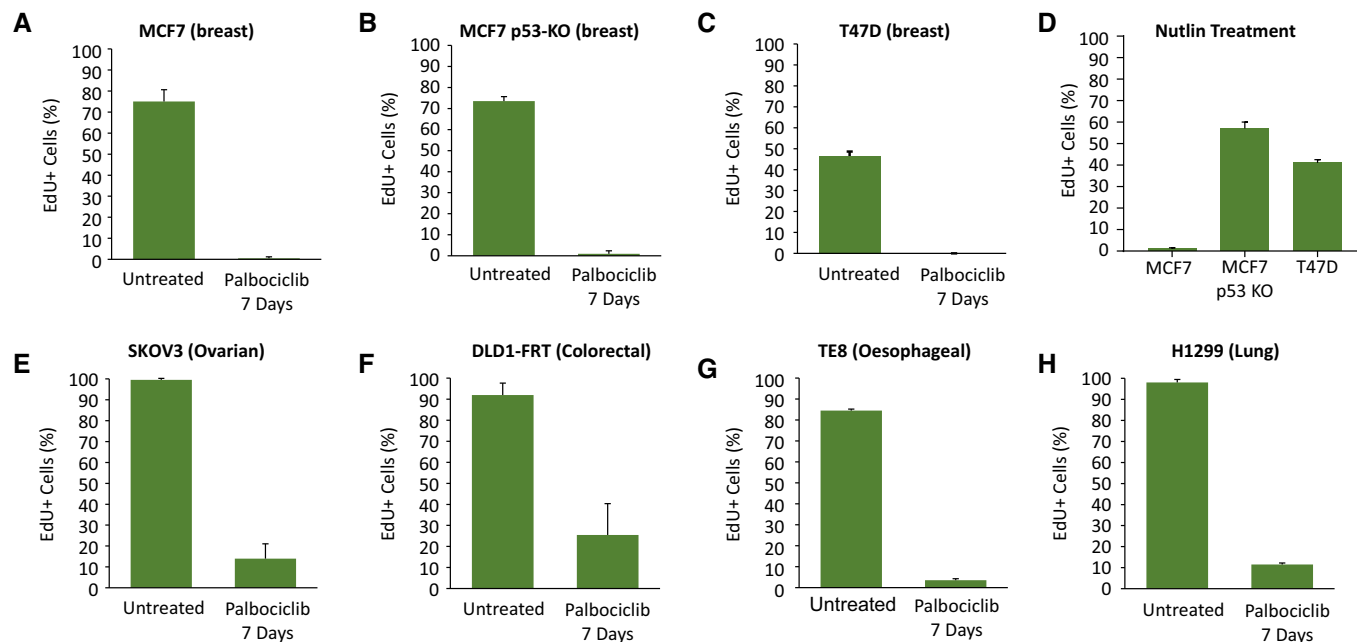 A
MCF7 (breast)
EdU+ Cells (%)
100
90
80
70
60
50
40
30
20
10
0
Untreated
Palbociclib
7 Days
B
MCF7 p53-KO (breast)
EdU+ Cells (%)
100
90
80
70
60
50
40
30
20
10
0
Untreated
Palbociclib
7 Days
C
T47D (breast)
EdU+ Cells (%)
100
90
80
70
60
50
40
30
20
10
0
Untreated
Palbociclib
7 Days
D
Nutlin Treatment
EdU+ Cells (%)
100
90
80
70
60
50
40
30
20
10
0
MCF7
MCF7
p53 KO
T47D
E
SKOV3 (Ovarian)
EdU+ Cells (%)
100
90
80
70
60
50
40
30
20
10
0
Untreated
Palbociclib
7 Days
F
DLD1-FRT (Colorectal)
EdU+ Cells (%)
100
90
80
70
60
50
40
30
20
10
0
Untreated
Palbociclib
7 Days
G
TE8 (Oesophageal)
EdU+ Cells (%)
100
90
80
70
60
50
40
30
20
10
0
Untreated
Palbociclib
7 Days
H
H1299 (Lung)
EdU+ Cells (%)
100
90
80
70
60
50
40
30
20
10
0
Untreated
Palbociclib
7 Days